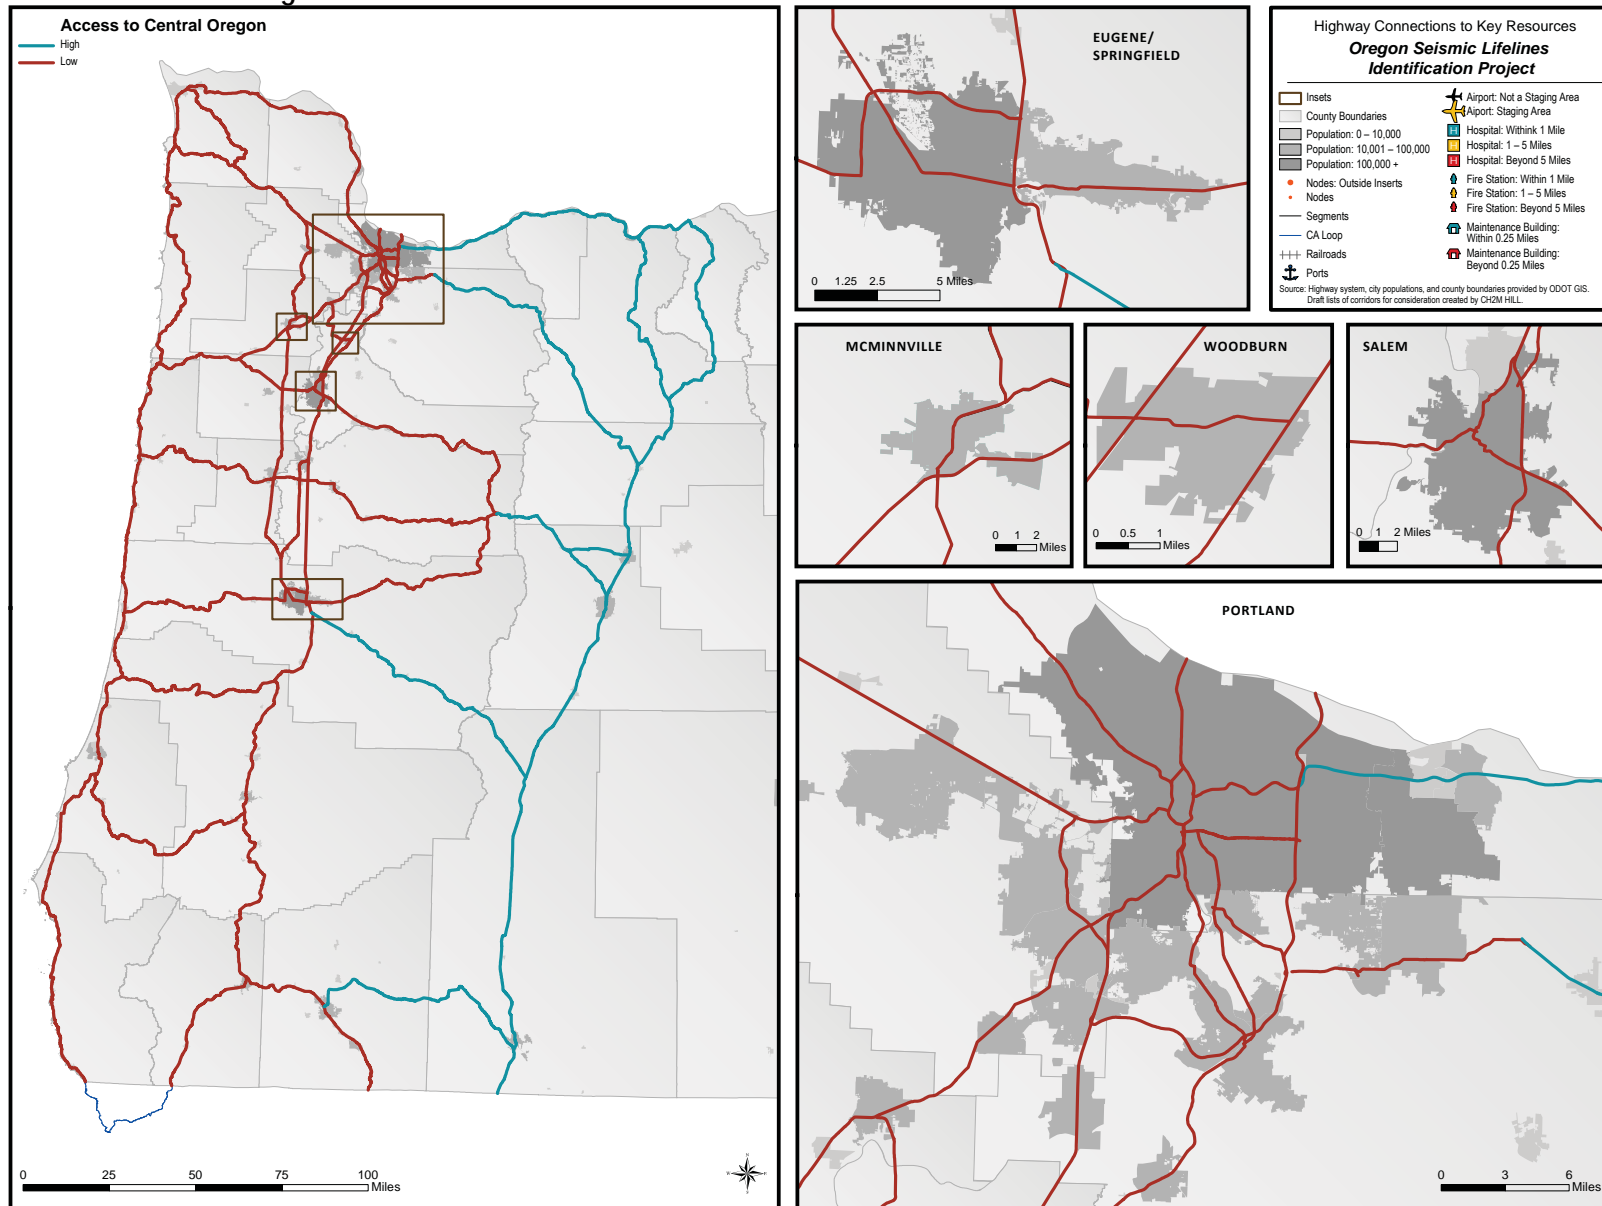 Access to Central Oregon
High
Low
0 25 50 75 100
Miles
EUGENE/
SPRINGFIELD
0 1.25 2.5 5 Miles
Highway Connections to Key Resources
Oregon Seismic Lifelines
Identification Project
Insets
County Boundaries
Population: 0 – 10,000
Population: 10,001 – 100,000
Population: 100,000 +
Nodes: Outside Inserts
Nodes
Segments
CA Loop
Railroads
Ports
Airport: Not a Staging Area
Aiport: Staging Area
H Hospital: Withink 1 Mile
H Hospital: 1 – 5 Miles
H Hospital: Beyond 5 Miles
Fire Station: Within 1 Mile
Fire Station: 1 – 5 Miles
Fire Station: Beyond 5 Miles
Maintenance Building:
Within 0.25 Miles
Maintenance Building:
Beyond 0.25 Miles
Source: Highway system, city populations, and county boundaries provided by ODOT GIS.
Draft lists of corridors for consideration created by CH2M HILL.
MCMINNVILLE
0 1 2
Miles
WOODBURN
0 0.5 1
Miles
SALEM
0 1 2 Miles
PORTLAND
0 3 6
Miles